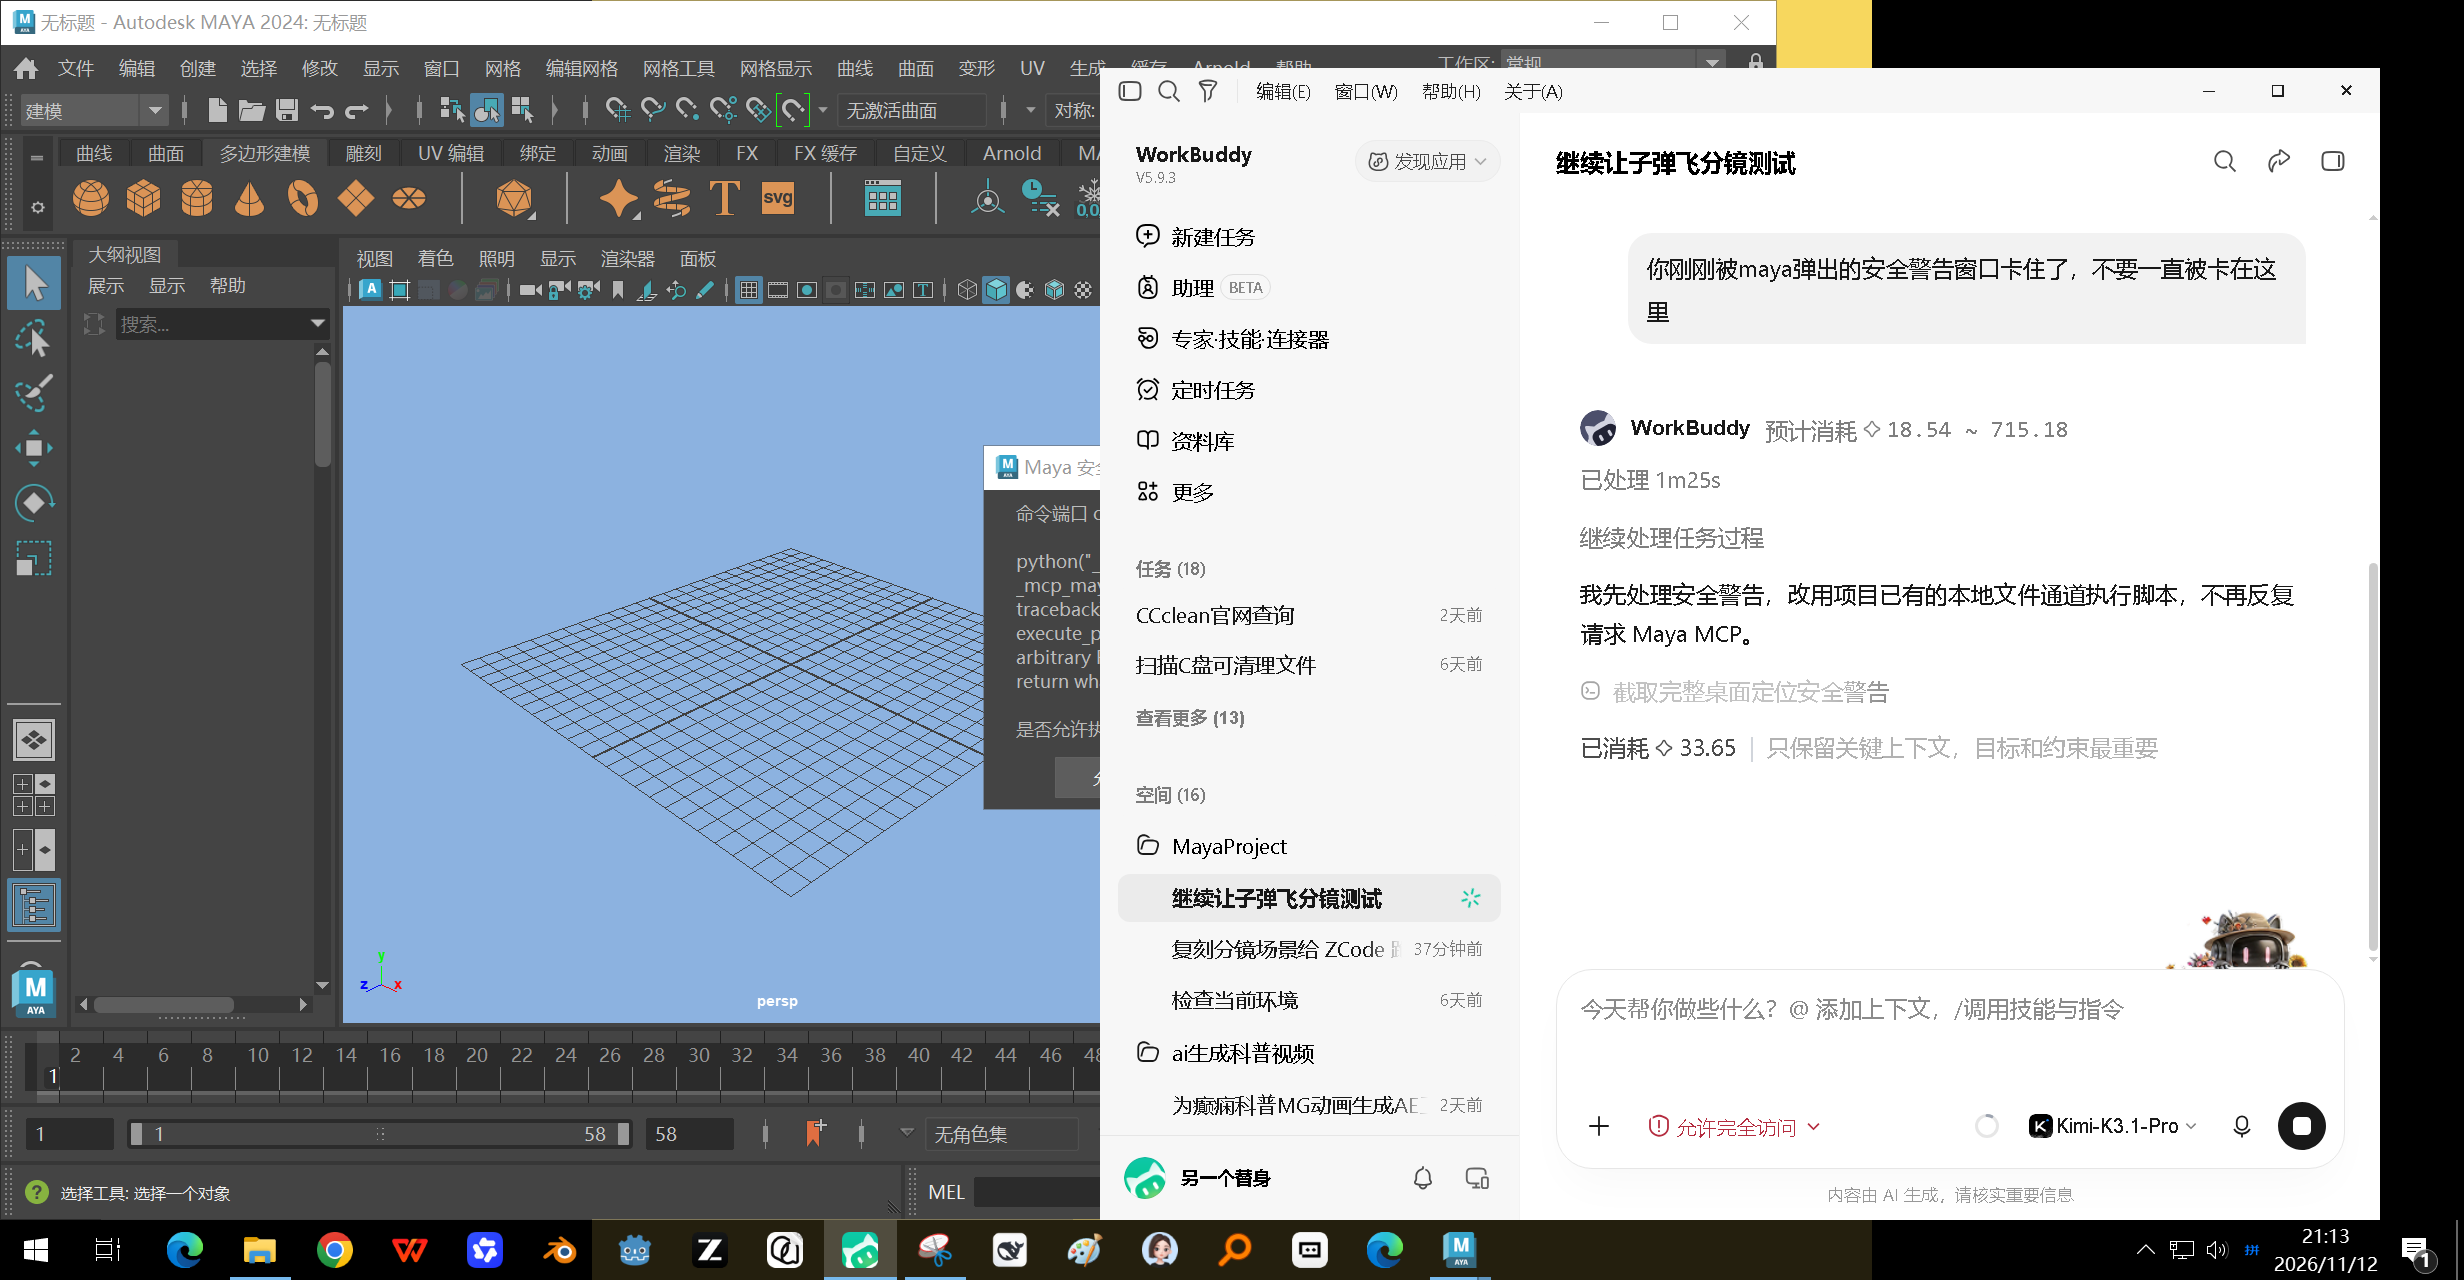 无标题 - Autodesk MAYA 2024: 无标题
文件 编辑 创建 选择 修改 显示 窗口 网格 编辑网格 网格工具 网格显示 曲线 曲面 变形 UV 生成 缓存 Arnold 帮助
工作区: 常规
建模
无激活曲面
对称:
曲线 曲面 多边形建模 雕刻 UV 编辑 绑定 动画 渲染 FX FX 缓存 自定义 Arnold
svg
大纲视图
展示 显示 帮助
搜索...
视图 着色 照明 显示 渲染器 面板
Maya 安
命令端口
python("_
_mcp_may
traceback
execute_p
arbitrary
return wh
是否允许
y
z x
persp
2 4 6 8 10 12 14 16 18 20 22 24 26 28 30 32 34 36 38 40 42 44 46 48
1
1
1 58
58
无角色集
选择工具: 选择一个对象
MEL
编辑(E) 窗口(W) 帮助(H) 关于(A)
WorkBuddy
V5.9.3
发现应用
新建任务
助理 BETA
专家·技能·连接器
定时任务
资料库
更多
任务 (18)
CCclean官网查询 2天前
扫描C盘可清理文件 6天前
查看更多 (13)
空间 (16)
MayaProject
继续让子弹飞分镜测试
复刻分镜场景给 ZCode 37分钟前
检查当前环境 6天前
ai生成科普视频
为癫痫科普MG动画生成AE 2天前
另一个替身
继续让子弹飞分镜测试
你刚刚被maya弹出的安全警告窗口卡住了，不要一直被卡在这
里
WorkBuddy 预计消耗 18.54 ~ 715.18
已处理 1m25s
继续处理任务过程
我先处理安全警告，改用项目已有的本地文件通道执行脚本，不再反复
请求 Maya MCP。
截取完整桌面定位安全警告
已消耗 33.65 | 只保留关键上下文，目标和约束最重要
今天帮你做些什么？@ 添加上下文，/调用技能与指令
允许完全访问
Kimi-K3.1-Pro
内容由 AI 生成，请核实重要信息
21:13
2026/11/12
拼
1